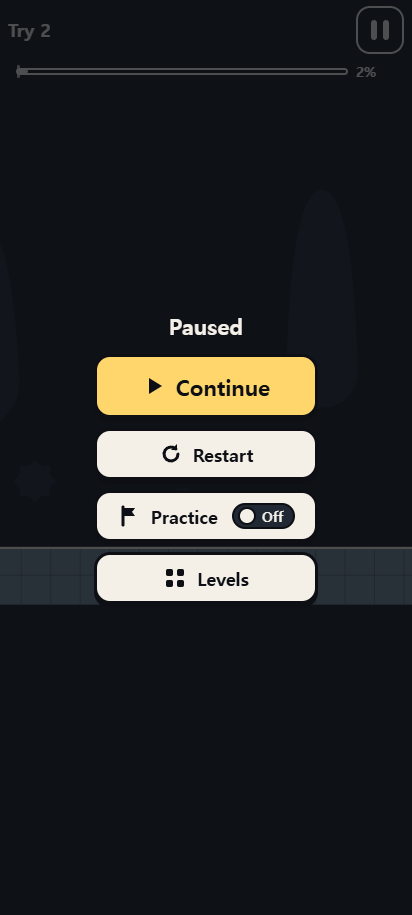 Try 2
2%
Paused
Continue
Restart
Practice Off
Levels